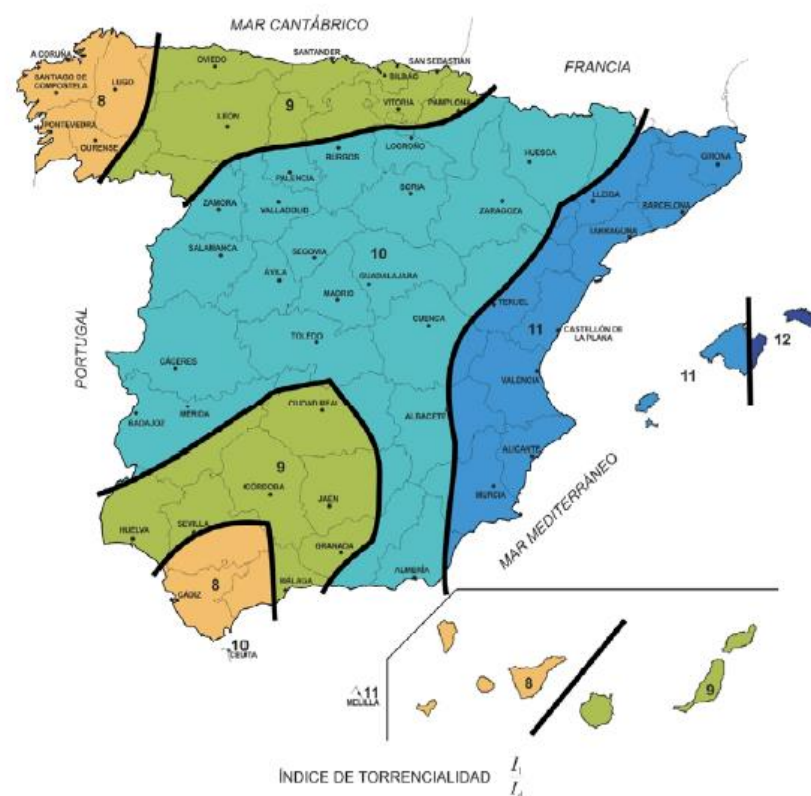 MAR CANTÁBRICO
A CORUÑA
OVIEDO
SANTANDER
SAN SEBASTIÁN
FRANCIA
SANTIAGO DE
COMPOSTELA
LUGO
8
BILBAO
9
LEÓN
VITORIA
PAMPLONA
PONTEVEDRA
OURENSE
BURGOS
LOGROÑO
HUESCA
GIRONA
PALENCIA
SORIA
LLEIDA
ZAMORA
VALLADOLID
ZARAGOZA
BARCELONA
TARRAGONA
SALAMANCA
SEGOVIA
10
ÁVILA
GUADALAJARA
MADRID
TERUEL
CUENCA
11
CASTELLÓN DE
LA PLANA
12
TOLEDO
PORTUGAL
CÁCERES
VALENCIA
11
BADAJOZ
MÉRIDA
CIUDAD REAL
ALBACETE
ALICANTE
9
CÓRDOBA
JAÉN
MURCIA
MAR MEDITERRÁNEO
HUELVA
SEVILLA
GRANADA
8
CÁDIZ
MÁLAGA
ALMERÍA
10
CEUTA
11
MELILLA
8
9
ÍNDICE DE TORRENCIALIDAD